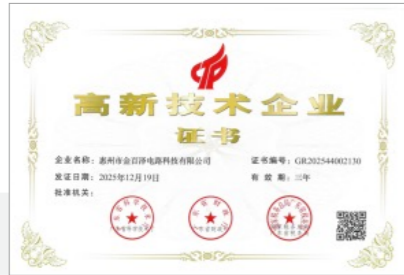 高新技术企业
证书
企业名称：惠州市金百泽电路科技有限公司
证书编号：GR202544002130
发证日期：2025年12月19日
有 效 期：三年
批准机关：